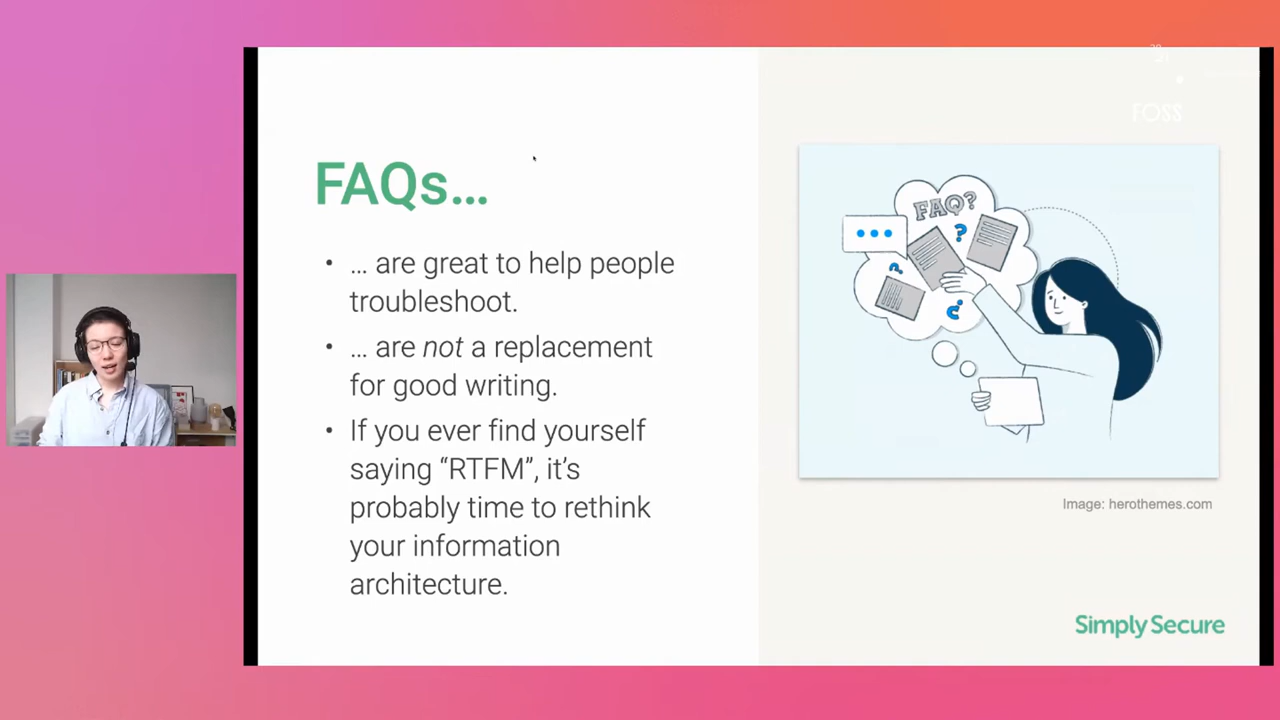 FOSS
FAQs…
• … are great to help people
troubleshoot.
• … are not a replacement
for good writing.
• If you ever find yourself
saying “RTFM”, it’s
probably time to rethink
your information
architecture.
FAQ?
?
?
?
Image: herothemes.com
Simply Secure